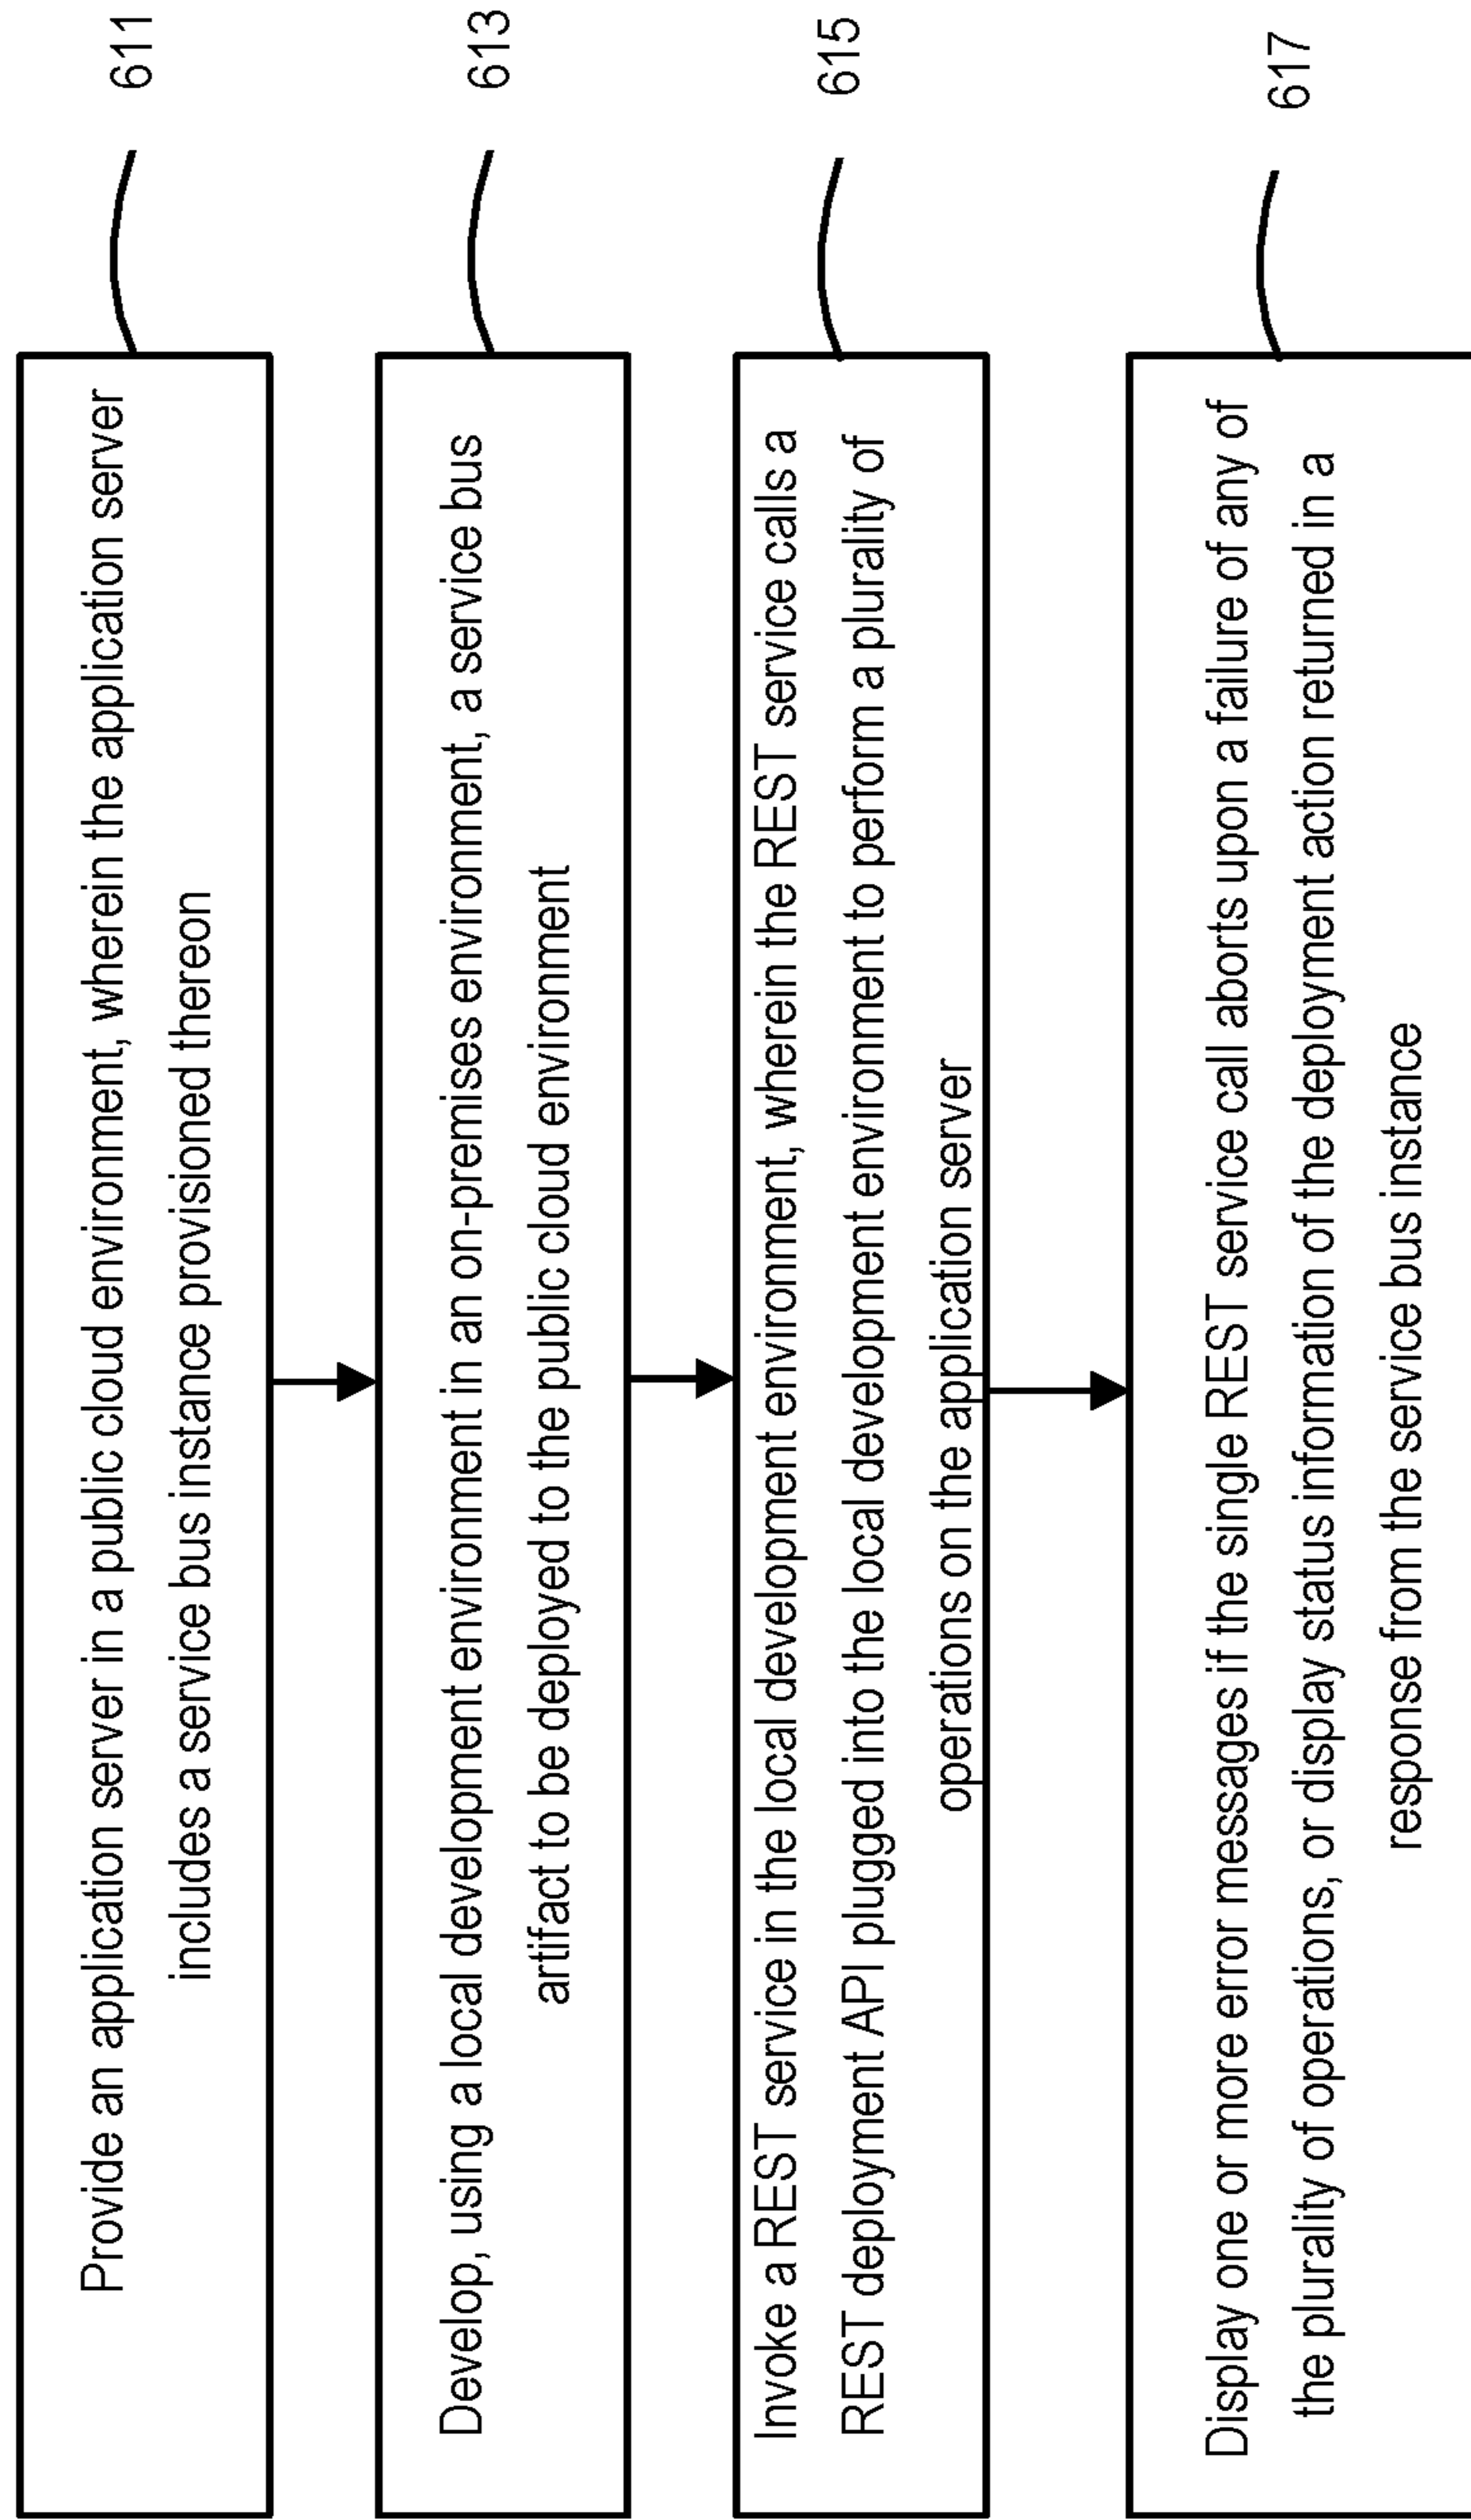 Provide an application server in a public cloud environment, wherein the application server
includes a service bus instance provisioned thereon
611
Develop, using a local development environment in an on-premises environment, a service bus
artifact to be deployed to the public cloud environment
613
Invoke a REST service in the local development environment, wherein the REST service calls a
REST deployment API plugged into the local development environment to perform a plurality of
operations on the application server
615
Display one or more error messages if the single REST service call aborts upon a failure of any of
the plurality of operations, or display status information of the deployment action returned in a
response from the service bus instance
617